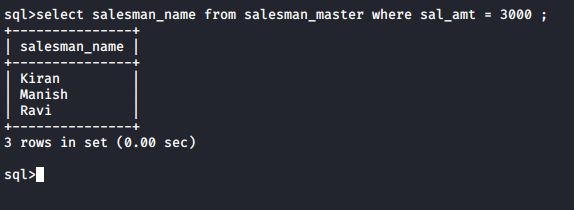 sql>select salesman_name from salesman_master where sal_amt = 3000 ;
+---------------+
| salesman_name |
+---------------+
| Kiran         |
| Manish        |
| Ravi          |
+---------------+
3 rows in set (0.00 sec)
sql>